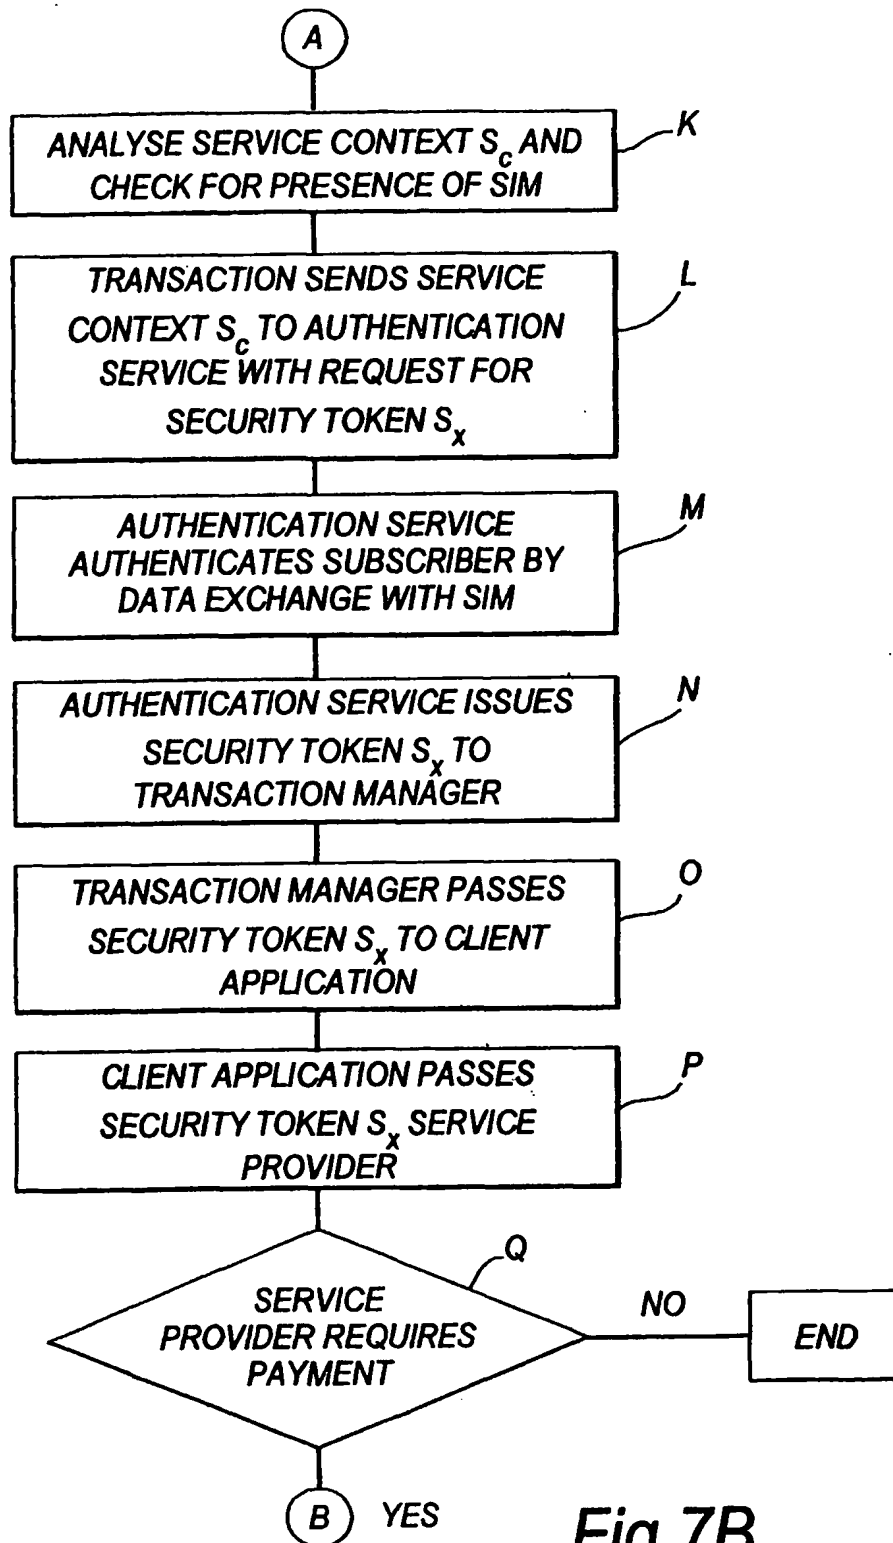 A
ANALYSE SERVICE CONTEXT Sc AND
CHECK FOR PRESENCE OF SIM
K
TRANSACTION SENDS SERVICE
CONTEXT Sc TO AUTHENTICATION
SERVICE WITH REQUEST FOR
SECURITY TOKEN Sx
L
AUTHENTICATION SERVICE
AUTHENTICATES SUBSCRIBER BY
DATA EXCHANGE WITH SIM
M
AUTHENTICATION SERVICE ISSUES
SECURITY TOKEN Sx TO
TRANSACTION MANAGER
N
TRANSACTION MANAGER PASSES
SECURITY TOKEN Sx TO CLIENT
APPLICATION
O
CLIENT APPLICATION PASSES
SECURITY TOKEN Sx SERVICE
PROVIDER
P
Q
SERVICE
PROVIDER REQUIRES
PAYMENT
NO
END
B
YES
Fig.7B